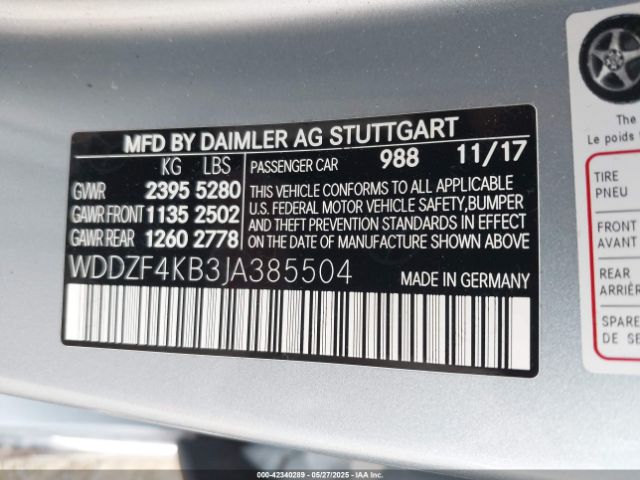 MFD BY DAIMLER AG STUTTGART
KG LBS
GVWR 2395 5280
GAWR FRONT 1135 2502
GAWR REAR 1260 2778
PASSENGER CAR 988 11/17
THIS VEHICLE CONFORMS TO ALL APPLICABLE
U.S. FEDERAL MOTOR VEHICLE SAFETY,BUMPER
AND THEFT PREVENTION STANDARDS IN EFFECT
ON THE DATE OF MANUFACTURE SHOWN ABOVE
WDDZF4KB3JA385504 MADE IN GERMANY
The
Le poids
TIRE
PNEU
FRONT
AVANT
REAR
ARRIÈR
SPARE
DE SE
000-42340289 - 05/27/2025 - IAAI.COM